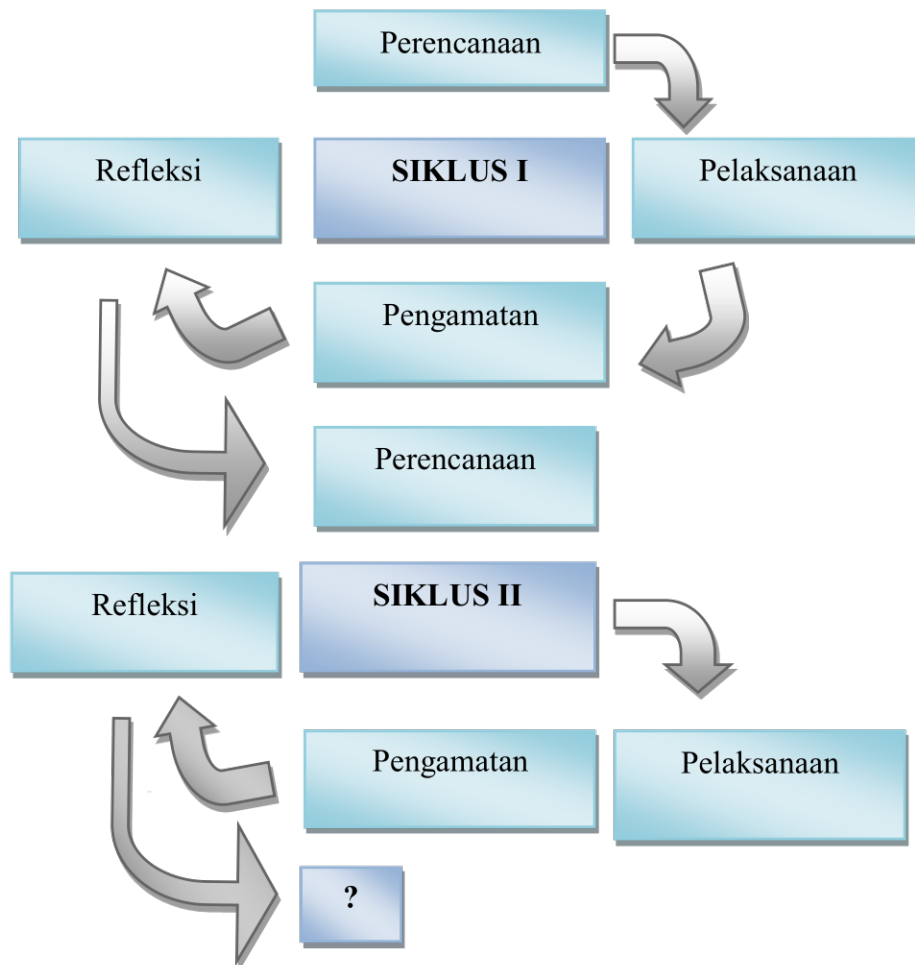 Perencanaan
Refleksi
SIKLUS I
Pelaksanaan
Pengamatan
Perencanaan
Refleksi
SIKLUS II
Pengamatan
Pelaksanaan
?